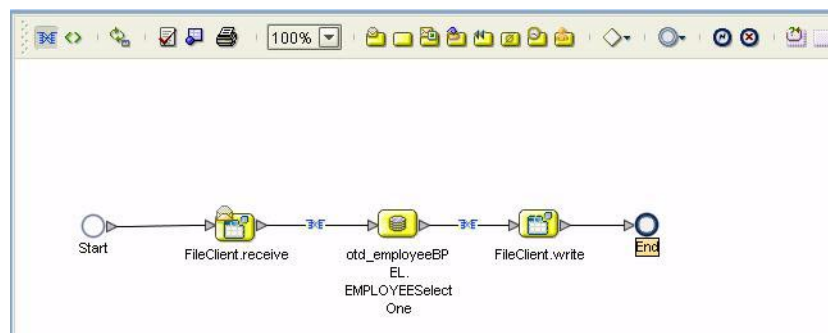 100%
Start
FileClient.receive
otd_employeeBP
EL.
EMPLOYEESelect
One
FileClient.write
End